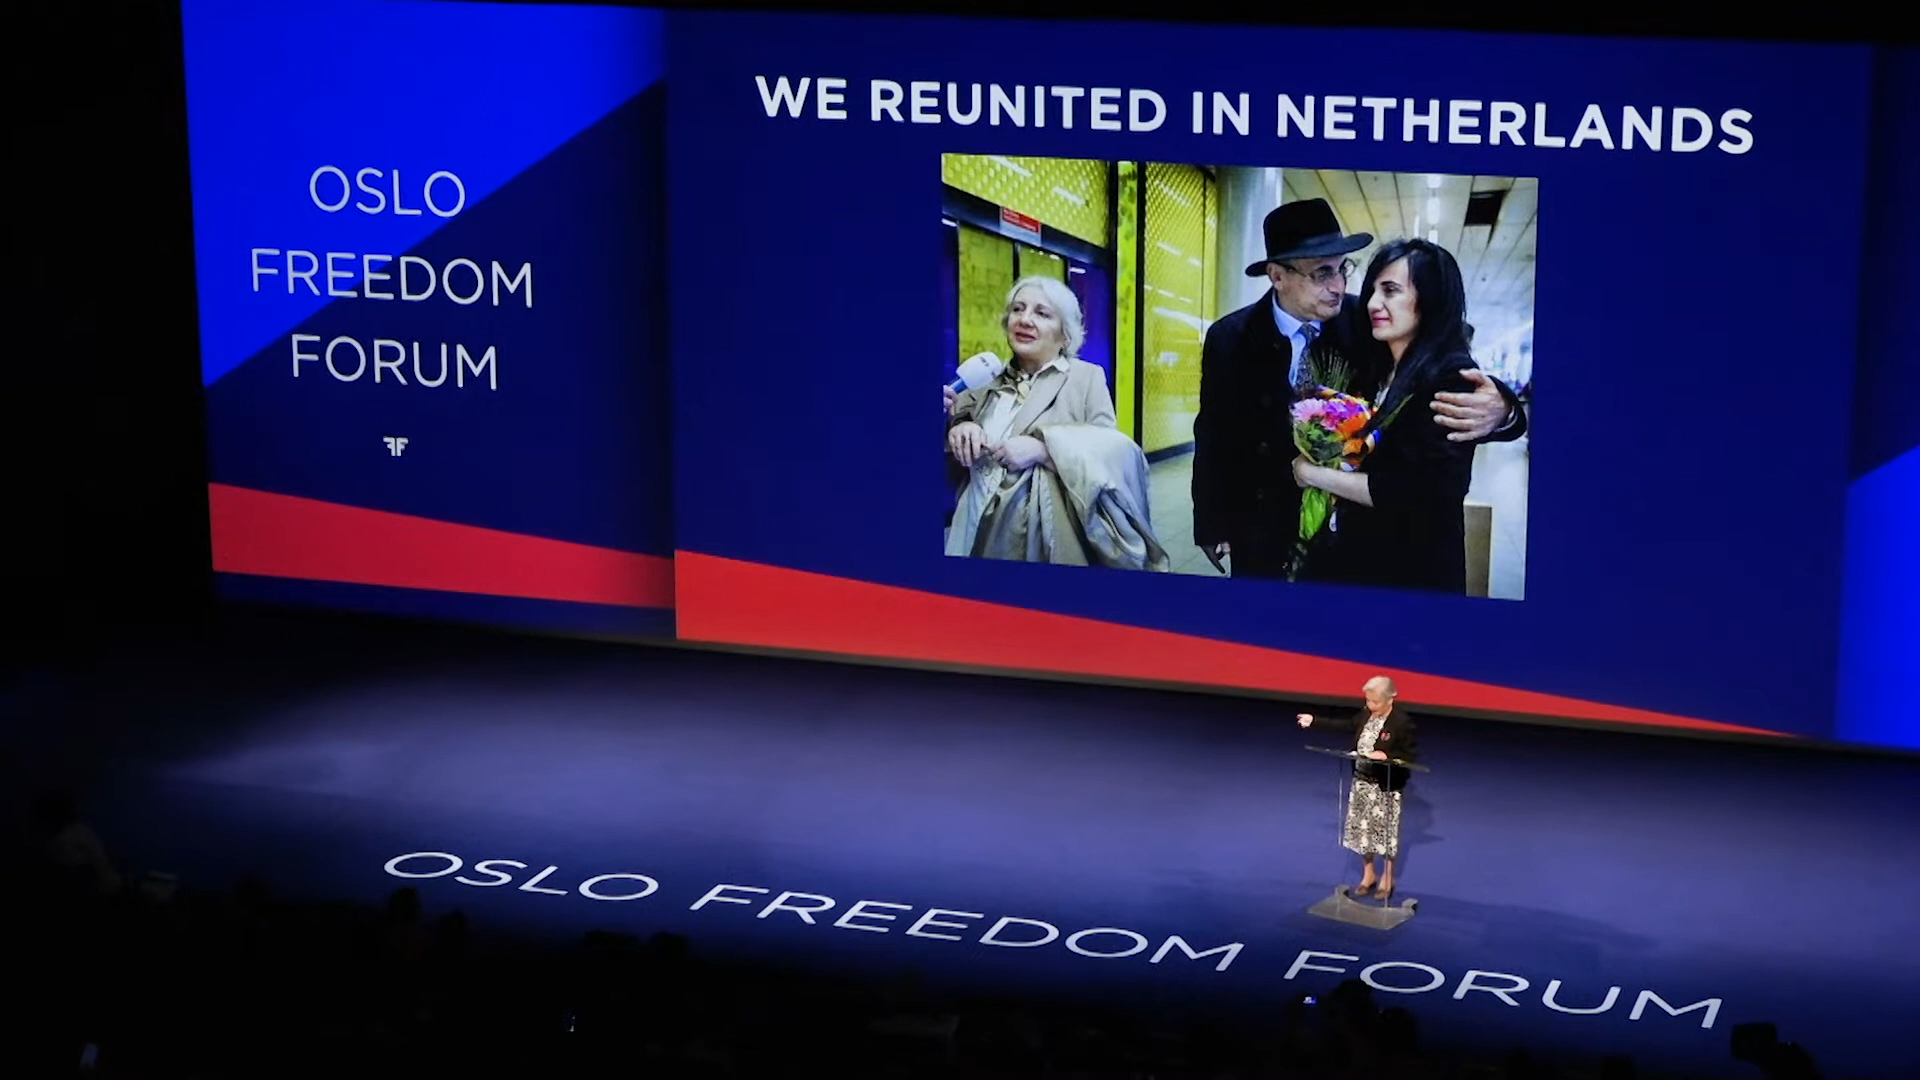 WE REUNITED IN NETHERLANDS
OSLO
FREEDOM
FORUM
OSLO FREEDOM FORUM